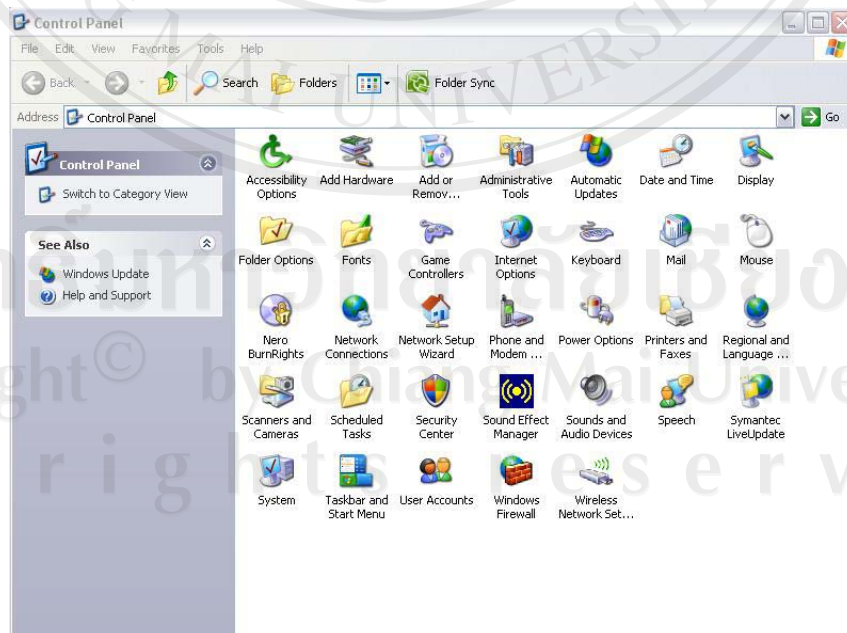 Control Panel
File Edit View Favorites Tools Help
Back Search Folders Folder Sync
Address Control Panel Go
Control Panel
Switch to Category View
See Also
Windows Update
Help and Support
Accessibility Options
Add Hardware
Add or Remov...
Administrative Tools
Automatic Updates
Date and Time
Display
Folder Options
Fonts
Game Controllers
Internet Options
Keyboard
Mail
Mouse
Nero BurnRights
Network Connections
Network Setup Wizard
Phone and Modem ...
Power Options
Printers and Faxes
Regional and Language ...
Scanners and Cameras
Scheduled Tasks
Security Center
Sound Effect Manager
Sounds and Audio Devices
Speech
Symantec LiveUpdate
System
Taskbar and Start Menu
User Accounts
Windows Firewall
Wireless Network Set...
MAI UNIVERSI
by Chiang Mai Unive
rights reserv